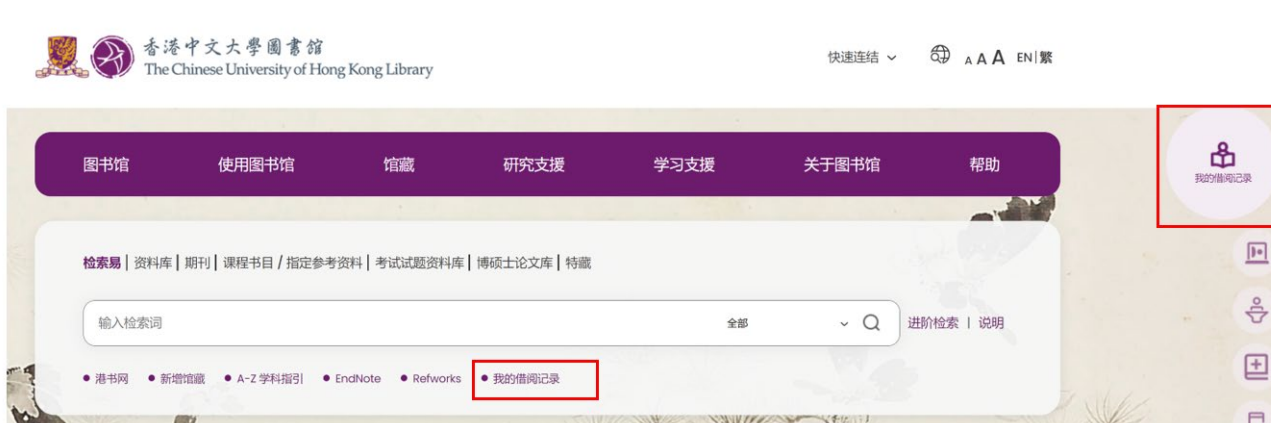 香港中文大學圖書館
The Chinese University of Hong Kong Library
快速连结
A A A EN|繁
图书馆 使用图书馆 馆藏 研究支援 学习支援 关于图书馆 帮助
我的借阅记录
检索易 | 资料库 | 期刊 | 课程书目 / 指定参考资料 | 考试试题资料库 | 博硕士论文库 | 特藏
输入检索词 全部 进阶检索 | 说明
• 港书网 • 新增馆藏 • A-Z 学科指引 • EndNote • Refworks • 我的借阅记录